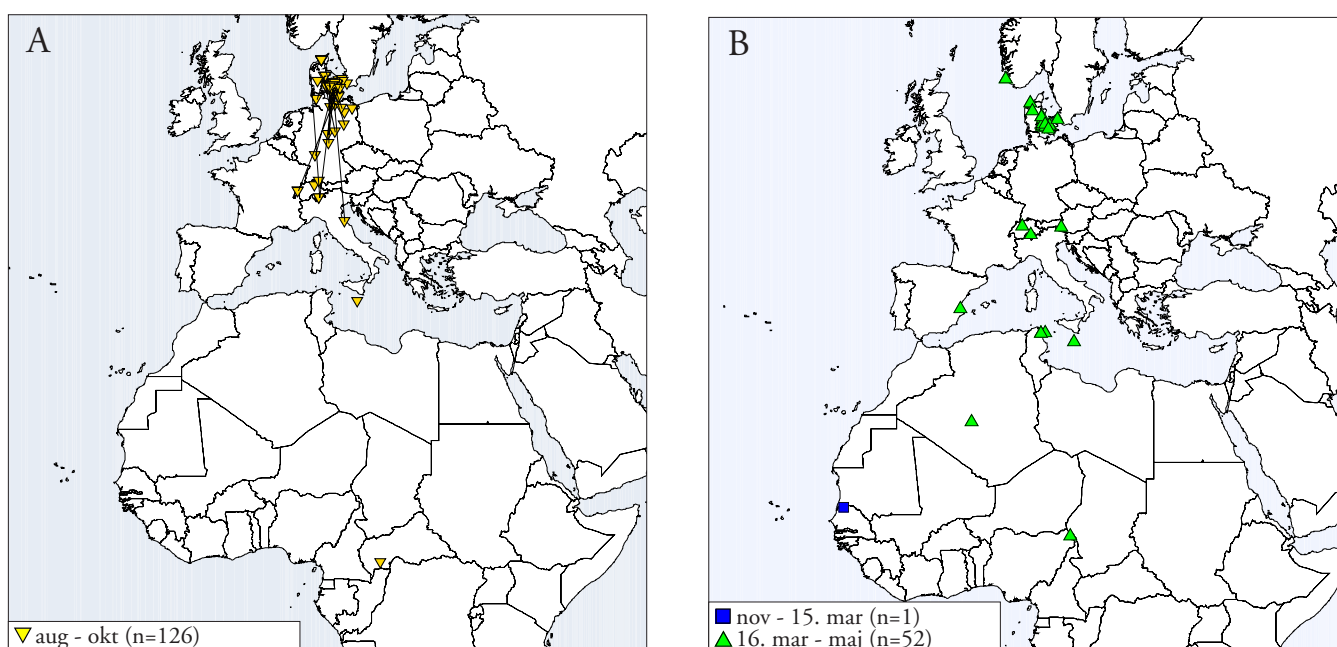 A
B
aug - okt (n=126)
nov - 15. mar (n=1)
16. mar - maj (n=52)